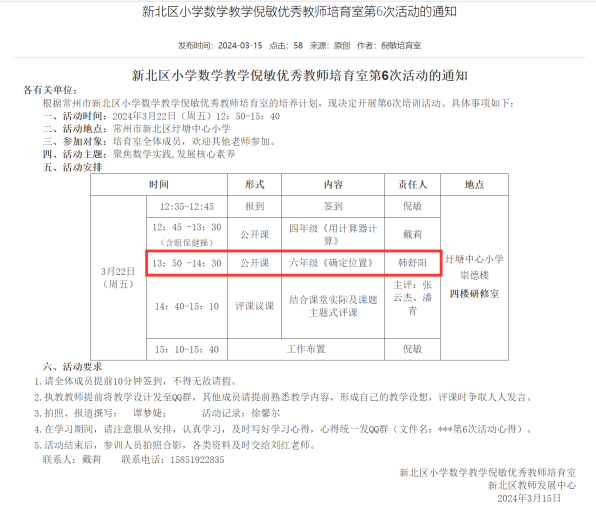 新北区小学数学教学倪敏优秀教师培育室第6次活动的通知
发布时间：2024-03-15 点击：58 来源：原创 作者：倪敏培育室
新北区小学数学教学倪敏优秀教师培育室第6次活动的通知
各有关单位：
根据常州市新北区小学数学教学倪敏优秀教师培育室的培养计划，现决定开展第6次培训活动。具体事项如下：
一、活动时间：2024年3月22日（周五）12：50-15：40
二、活动地点：常州市新北区圩塘中心小学
三、参加对象：培育室全体成员，欢迎其他老师参加。
四、活动主题：聚焦数学实践,发展核心素养
五、活动安排
时间 形式 内容 责任人 地点
3月22日
（周五）
12:35-12:45 报到 签到 倪敏
12：45 -13：30
（含眼保健操）
公开课
四年级《用计算器计
算》
戴莉
13：50 -14：30 公开课 六年级《确定位置》 韩舒阳
14：40-15：10 评课议课
结合课堂实际及课题
主题式评课
主评：张
云杰、潘
青
15：10-15：40 工作布置 倪敏
圩塘中心小学
崇德楼
四楼研修室
六、活动要求
1.请全体成员提前10分钟签到，不得无故请假。
2.执教教师提前将教学设计发至QQ群，其他成员请提前熟悉教学内容，形成自己的教学设想，评课时争取人人发言。
3.拍照、报道撰写： 谭梦婕； 活动记录：徐馨尔
4.在学习期间，请注意服从安排，认真学习，及时写好学习心得，心得统一发QQ群（文件名：***第6次活动心得）。
5.活动结束后，参训人员拍照合影，各类资料及时交给刘红老师。
联系人：戴莉 联系电话：15851922835
新北区小学数学教学倪敏优秀教师培育室
新北区教师发展中心
2024年3月15日